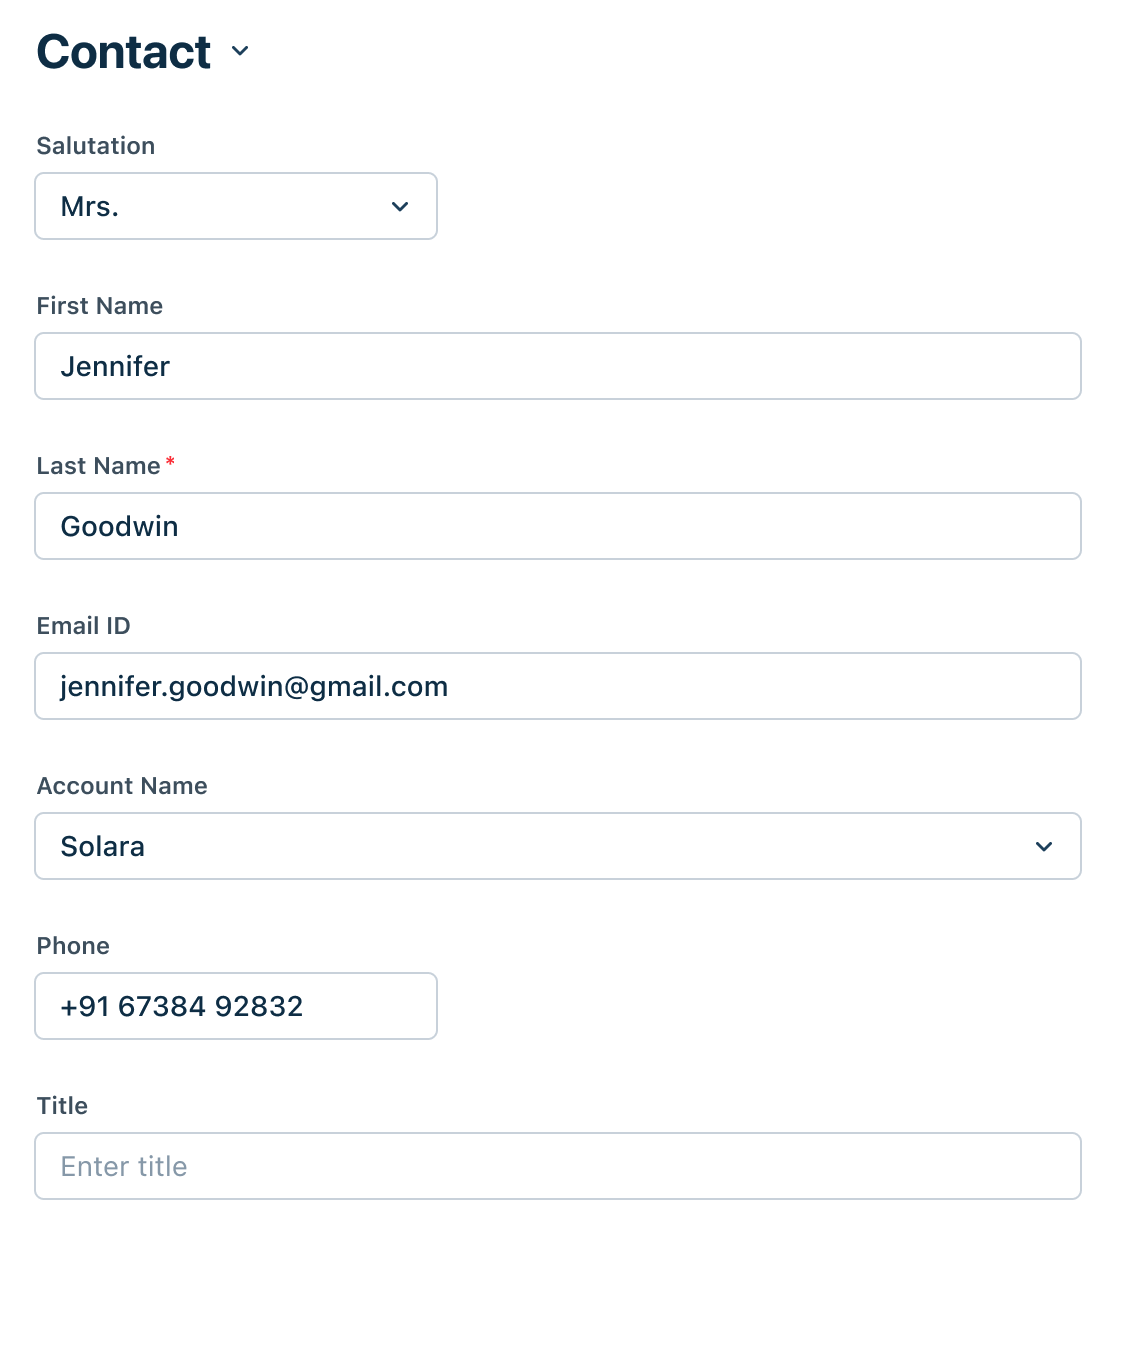 Contact
Salutation
Mrs.
First Name
Jennifer
Last Name*
Goodwin
Email ID
jennifer.goodwin@gmail.com
Account Name
Solara
Phone
+91 67384 92832
Title
Enter title